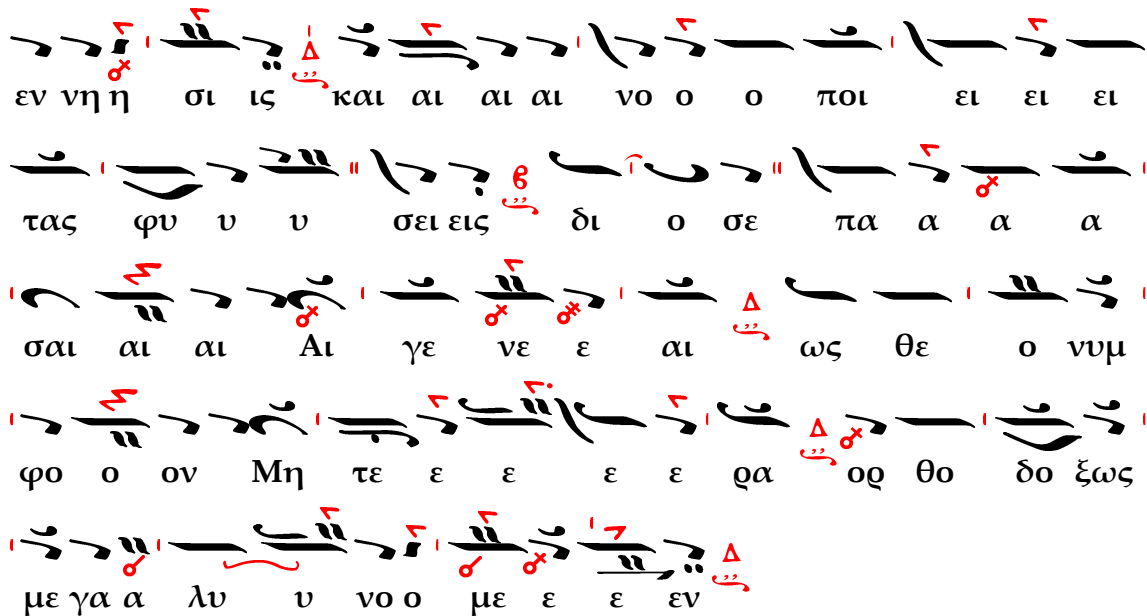 εν νη η σι ις και αι αι αι νο ο ο ποι ει ει ει
τας φυ υ υ σει εις δι ο σε πα α α α
σαι αι αι Αι γε νε ε αι ως θε ο νυμ
φο ο ον Μη τε ε ε ε ε ρα ορ θο δο ξως
με γα α λυ υ νο ο με ε ε εν